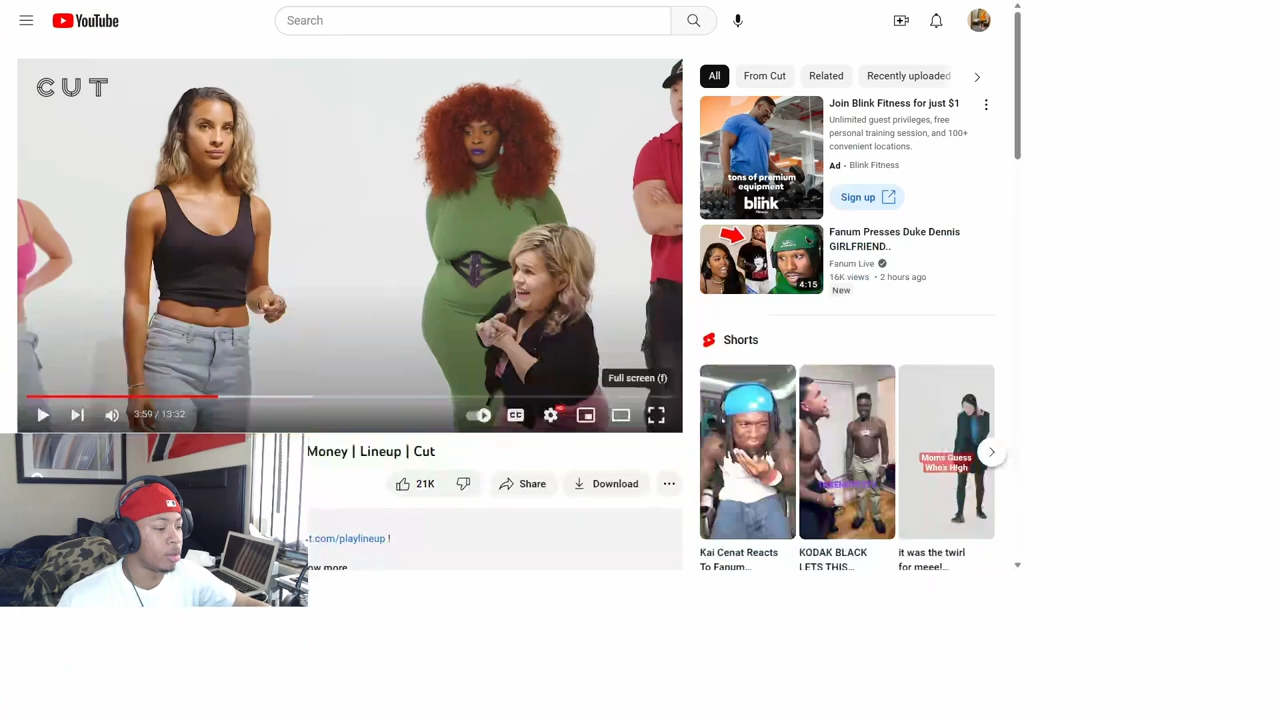 YouTube
Search
CUT
Full screen (f)
3:59 / 13:32
CC
Money | Lineup | Cut
21K
Share
Download
t.com/playlineup !
ow more
All
From Cut
Related
Recently uploaded
Join Blink Fitness for just $1
Unlimited guest privileges, free
personal training session, and 100+
convenient locations.
Ad · Blink Fitness
Sign up
tons of premium
equipment
blink
Fanum Presses Duke Dennis
GIRLFRIEND..
Fanum Live
16K views • 2 hours ago
New
4:15
Shorts
Moms Guess
Who's High
Kai Cenat Reacts
To Fanum...
KODAK BLACK
LETS THIS...
it was the twirl
for meee!...